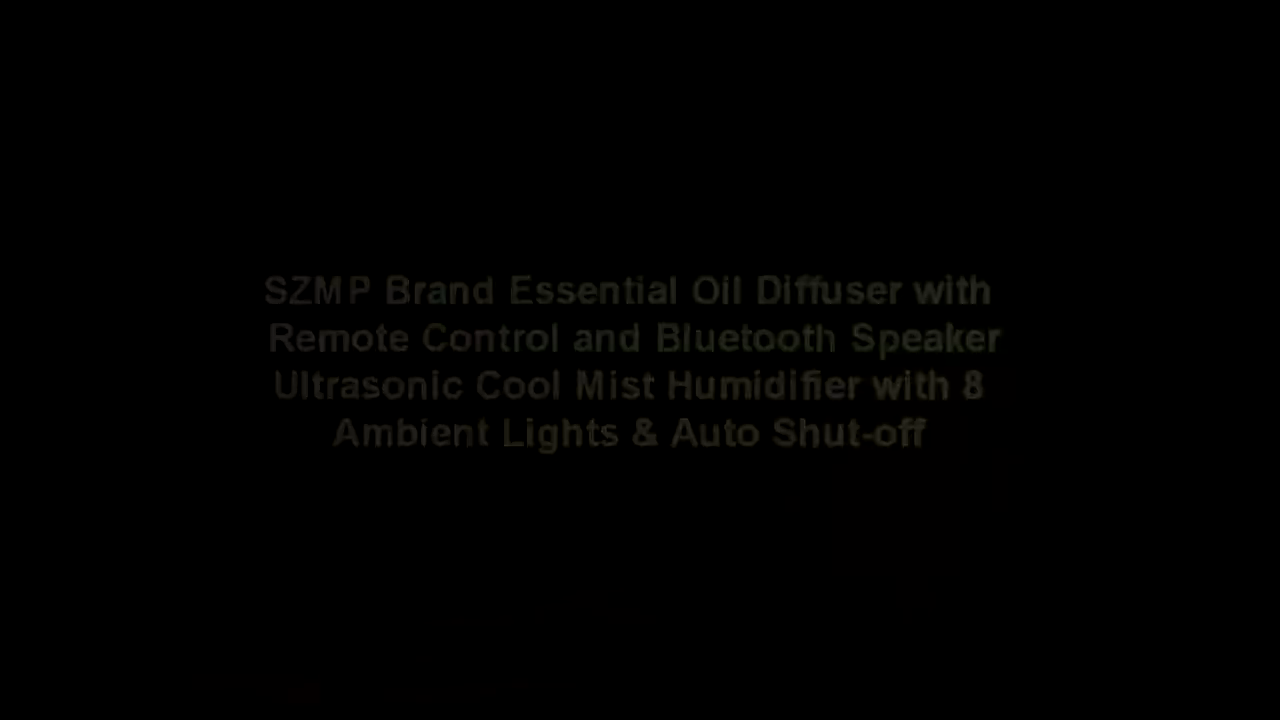 SZMP Brand Essential Oil Diffuser with
Remote Control and Bluetooth Speaker
Ultrasonic Cool Mist Humidifier with 8
Ambient Lights & Auto Shut-off